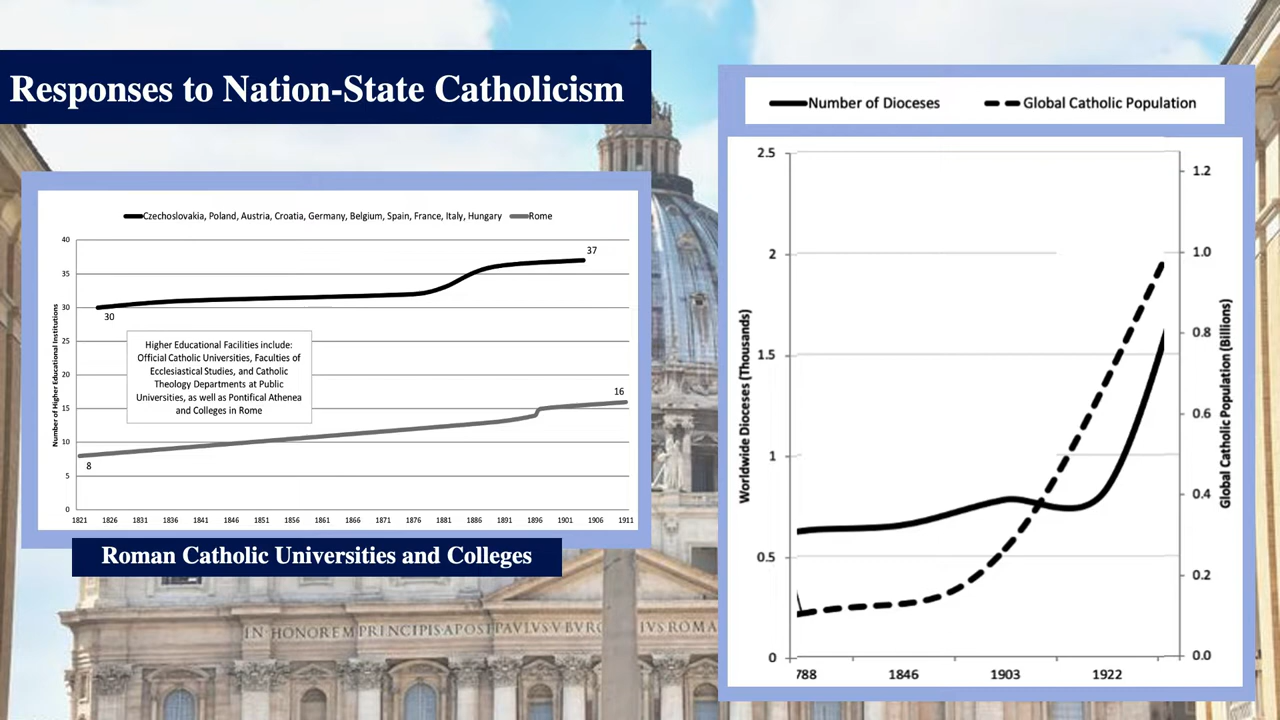 Responses to Nation-State Catholicism
Czechoslovakia, Poland, Austria, Croatia, Germany, Belgium, Spain, France, Italy, Hungary
Rome
Number of Higher Educational Institutions
40
35
30
25
20
15
10
5
0
37
30
16
8
Higher Educational Facilities include:
Official Catholic Universities, Faculties of
Ecclesiastical Studies, and Catholic
Theology Departments at Public
Universities, as well as Pontifical Athenea
and Colleges in Rome
1821 1826 1831 1836 1841 1846 1851 1856 1861 1866 1871 1876 1881 1886 1891 1896 1901 1906 1911
Roman Catholic Universities and Colleges
Number of Dioceses
Global Catholic Population
Worldwide Dioceses (Thousands)
2.5
2
1.5
1
0.5
0
1.2
1.0
0.8
0.6
0.4
0.2
0.0
Global Catholic Population (Billions)
788 1846 1903 1922
IN HONOREM PRINCIPIS APOST PAVLVS V BVRG IVS ROMA